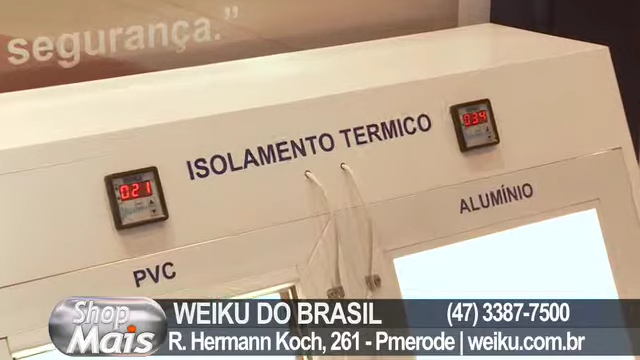 segurança."
ISOLAMENTO TERMICO
021
034
PVC
ALUMÍNIO
Shop Mais
WEIKU DO BRASIL (47) 3387-7500
R. Hermann Koch, 261 - Pmerode | weiku.com.br